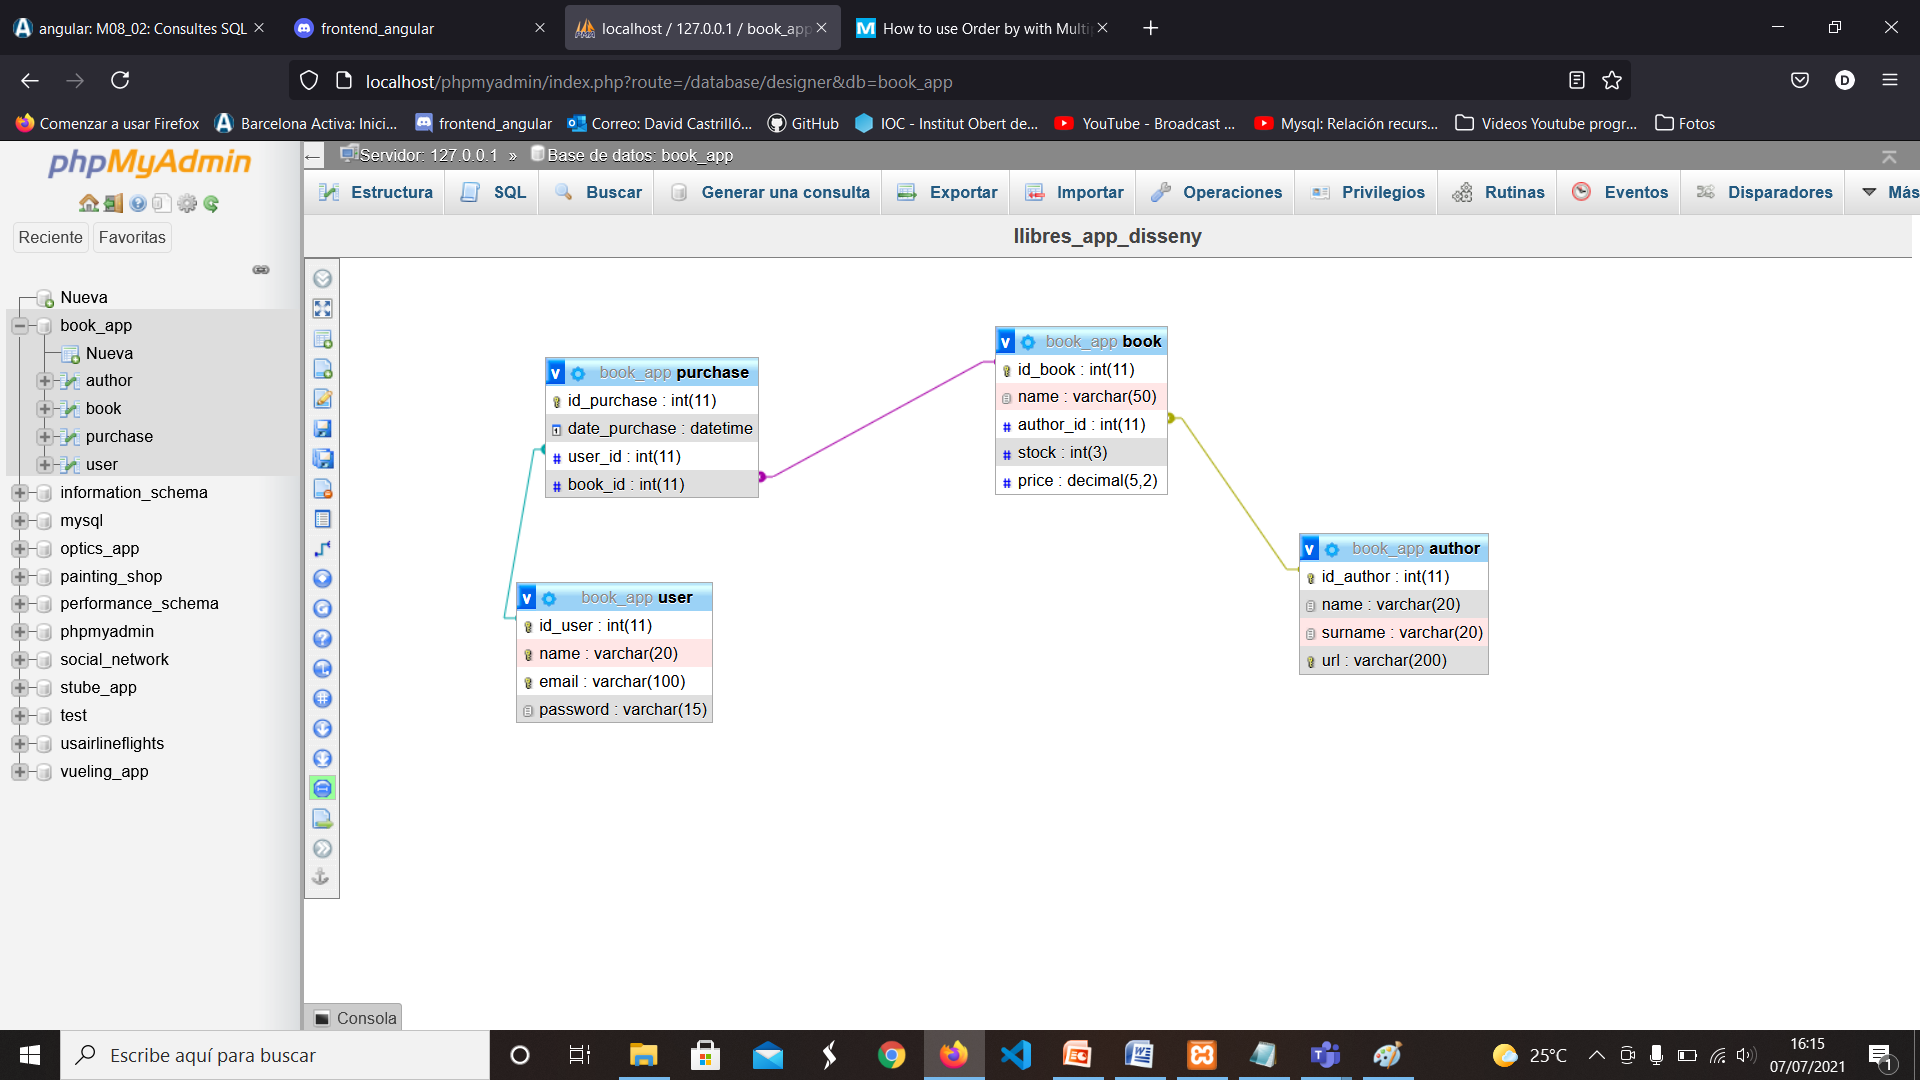 angular: M08_02: Consultes SQL
frontend_angular
localhost / 127.0.0.1 / book_app
How to use Order by with Multi
localhost/phpmyadmin/index.php?route=/database/designer&db=book_app
D
Comenzar a usar Firefox
Barcelona Activa: Inici...
frontend_angular
Correo: David Castrilló...
GitHub
IOC - Institut Obert de...
YouTube - Broadcast ...
Mysql: Relación recurs...
Videos Youtube progr...
Fotos
phpMyAdmin
Servidor: 127.0.0.1 » Base de datos: book_app
Estructura
SQL
Buscar
Generar una consulta
Exportar
Importar
Operaciones
Privilegios
Rutinas
Eventos
Disparadores
Más
Reciente
Favoritas
llibres_app_disseny
Nueva
book_app
Nueva
author
book
purchase
user
information_schema
mysql
optics_app
painting_shop
performance_schema
phpmyadmin
social_network
stube_app
test
usairlineflights
vueling_app
v book_app purchase
id_purchase : int(11)
date_purchase : datetime
# user_id : int(11)
# book_id : int(11)
v book_app book
id_book : int(11)
name : varchar(50)
# author_id : int(11)
# stock : int(3)
# price : decimal(5,2)
v book_app user
id_user : int(11)
name : varchar(20)
email : varchar(100)
password : varchar(15)
v book_app author
id_author : int(11)
name : varchar(20)
surname : varchar(20)
url : varchar(200)
Consola
Escribe aquí para buscar
25°C
16:15
07/07/2021
1